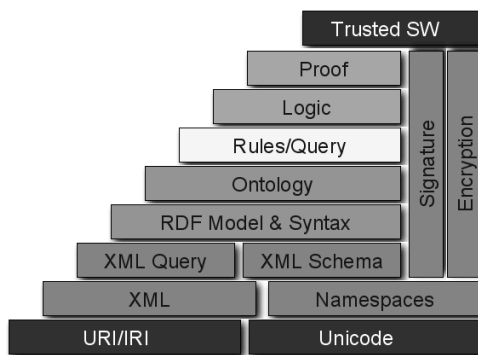 Trusted SW
Proof
Logic
Rules/Query
Ontology
RDF Model & Syntax
XML Query
XML Schema
XML
Namespaces
URI/IRI
Unicode
Signature
Encryption